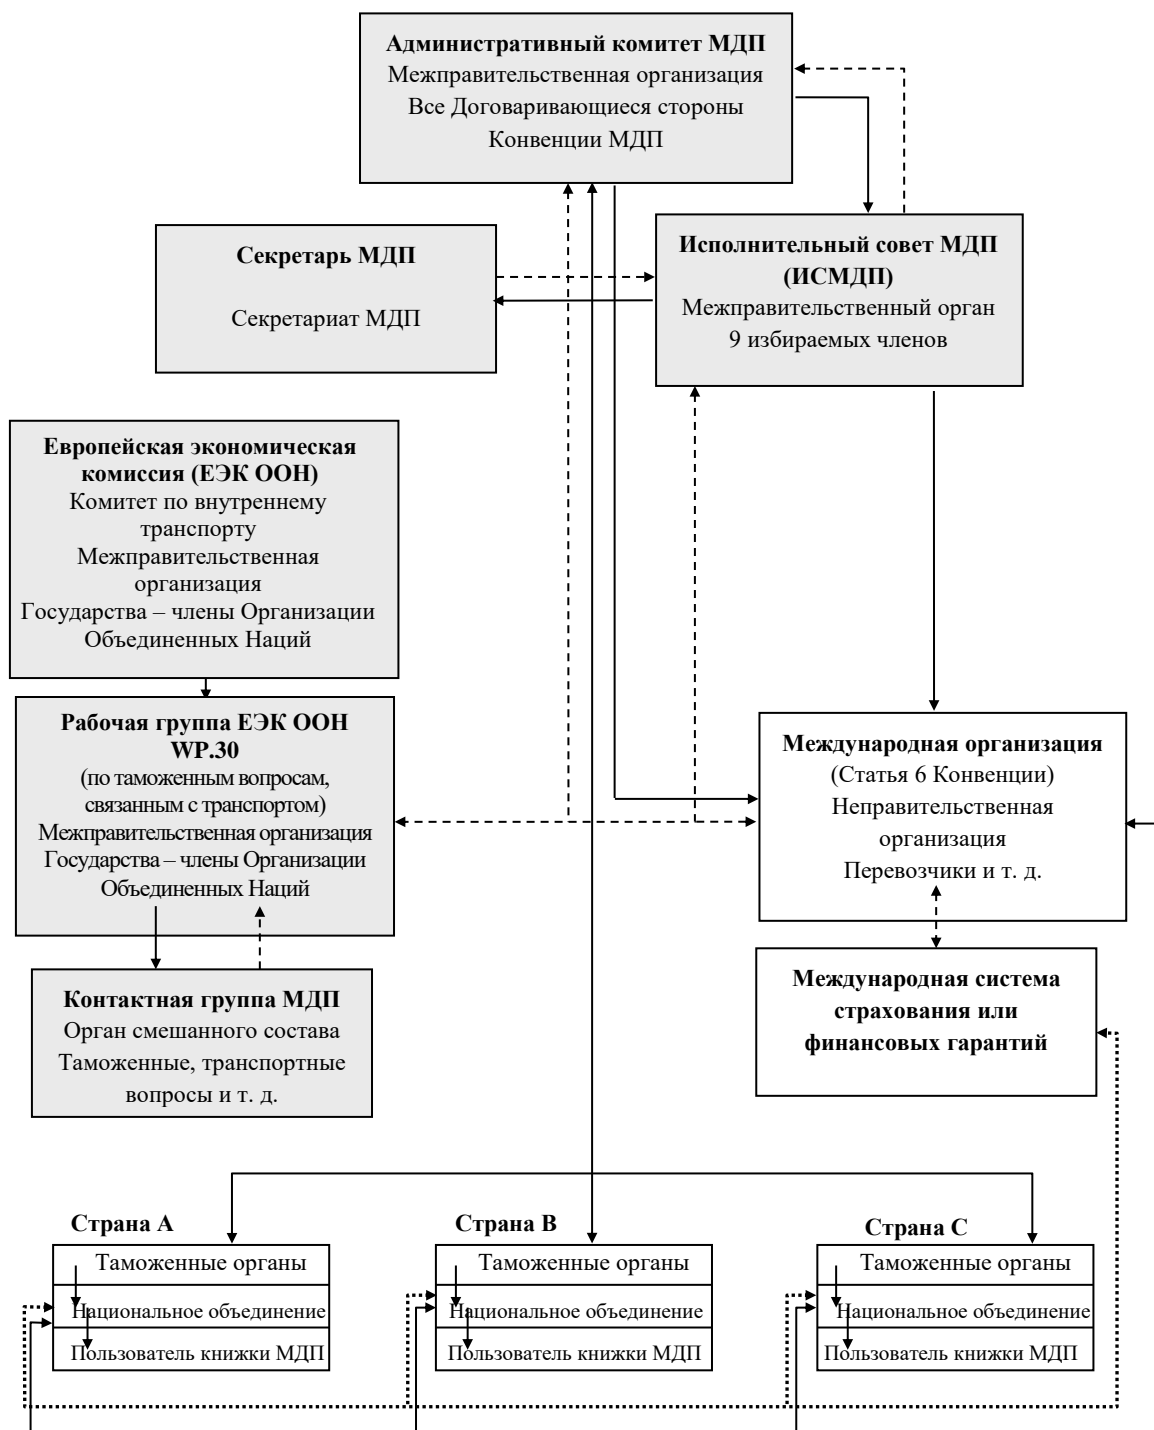 Административный комитет МДП
Межправительственная организация
Все Договаривающиеся стороны
Конвенции МДП
Секретарь МДП
Секретариат МДП
Исполнительный совет МДП
(ИСМДП)
Межправительственный орган
9 избираемых членов
Европейская экономическая
комиссия (ЕЭК ООН)
Комитет по внутреннему
транспорту
Межправительственная
организация
Государства – члены Организации
Объединенных Наций
Рабочая группа ЕЭК ООН
WP.30
(по таможенным вопросам,
связанным с транспортом)
Межправительственная организация
Государства – члены Организации
Объединенных Наций
Международная организация
(Статья 6 Конвенции)
Неправительственная
организация
Перевозчики и т. д.
Контактная группа МДП
Орган смешанного состава
Таможенные, транспортные
вопросы и т. д.
Международная система
страхования или
финансовых гарантий
Страна A
Таможенные органы
Национальное объединение
Пользователь книжки МДП
Страна B
Таможенные органы
Национальное объединение
Пользователь книжки МДП
Страна C
Таможенные органы
Национальное объединение
Пользователь книжки МДП